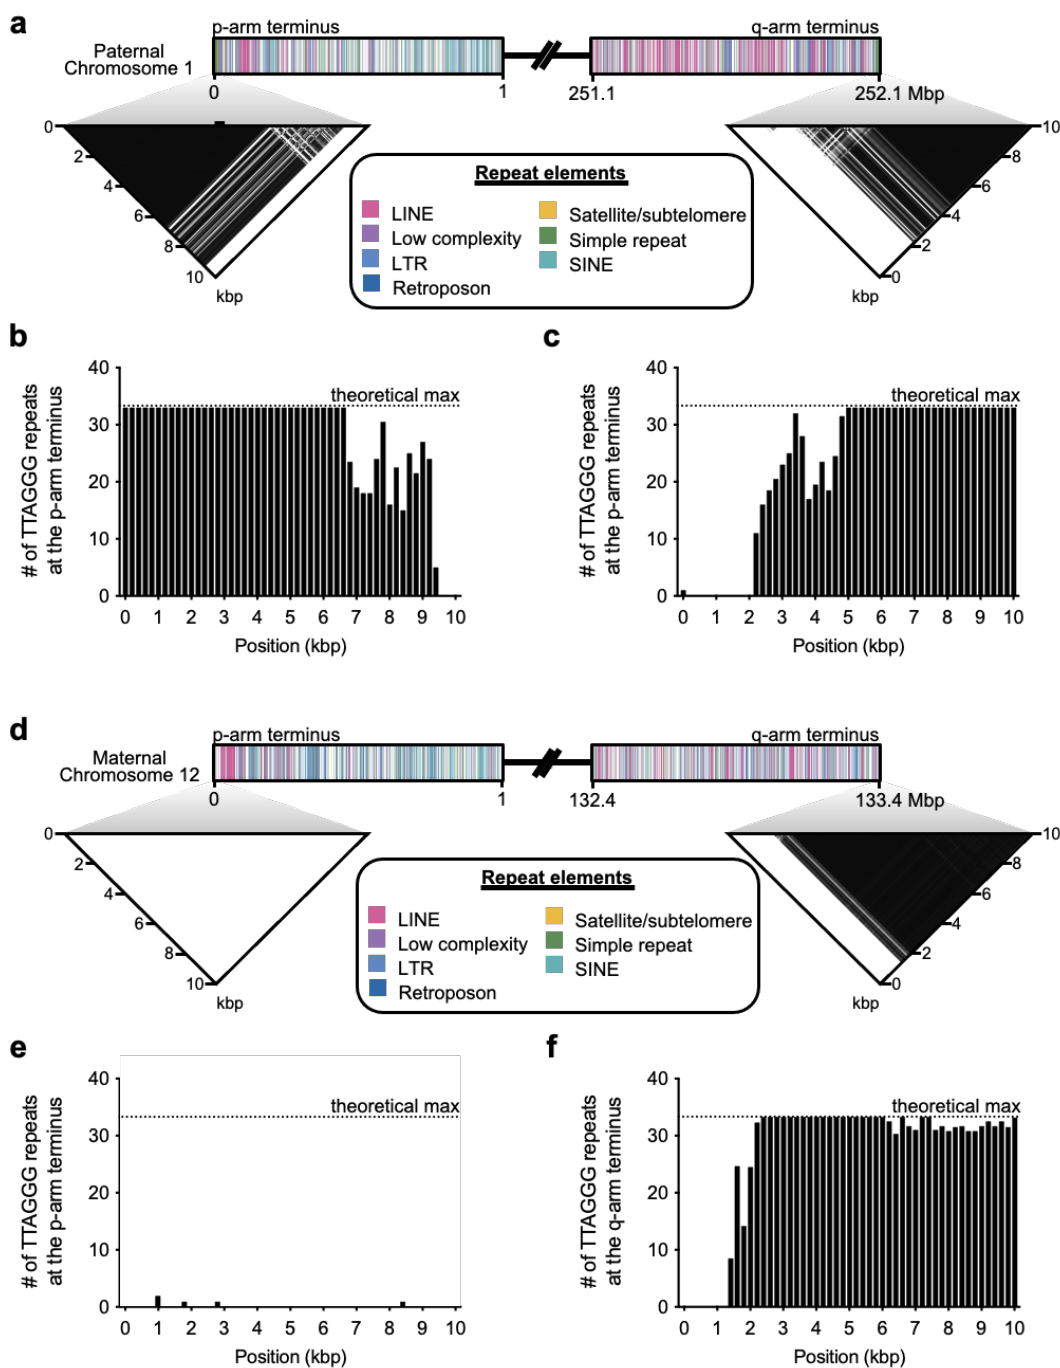 a
p-arm terminus
q-arm terminus
Paternal
Chromosome 1
0
1
251.1
252.1 Mbp
0
2
4
6
8
10
kbp
10
8
6
4
2
0
kbp
Repeat elements
LINE
Low complexity
LTR
Retroposon
Satellite/subtelomere
Simple repeat
SINE
b
# of TTAGGG repeats
at the p-arm terminus
40
30
20
10
0
theoretical max
0 1 2 3 4 5 6 7 8 9 10
Position (kbp)
c
# of TTAGGG repeats
at the p-arm terminus
40
30
20
10
0
theoretical max
0 1 2 3 4 5 6 7 8 9 10
Position (kbp)
d
p-arm terminus
q-arm terminus
Maternal
Chromosome 12
0
1
132.4
133.4 Mbp
0
2
4
6
8
10
kbp
10
8
6
4
2
0
kbp
Repeat elements
LINE
Low complexity
LTR
Retroposon
Satellite/subtelomere
Simple repeat
SINE
e
# of TTAGGG repeats
at the p-arm terminus
40
30
20
10
0
theoretical max
0 1 2 3 4 5 6 7 8 9 10
Position (kbp)
f
# of TTAGGG repeats
at the q-arm terminus
40
30
20
10
0
theoretical max
0 1 2 3 4 5 6 7 8 9 10
Position (kbp)